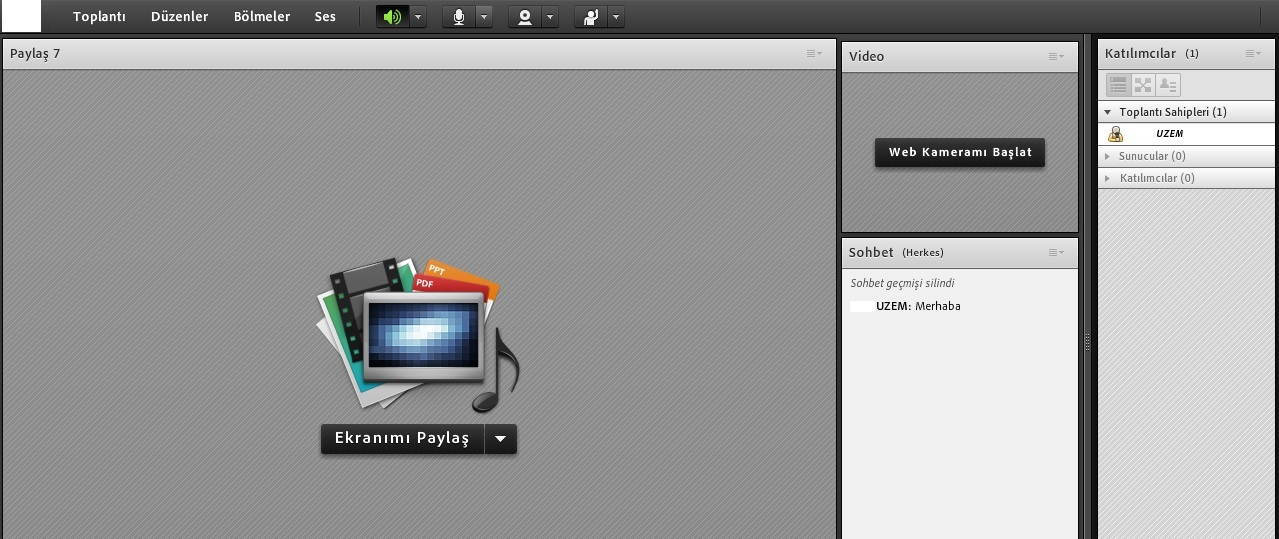 Toplantı Düzenler Bölmeler Ses
Paylaş 7
PPT
PDF
Ekranımı Paylaş
Video
Web Kameramı Başlat
Sohbet (Herkes)
Sohbet geçmişi silindi
UZEM: Merhaba
Katılımcılar (1)
Toplantı Sahipleri (1)
UZEM
Sunucular (0)
Katılımcılar (0)